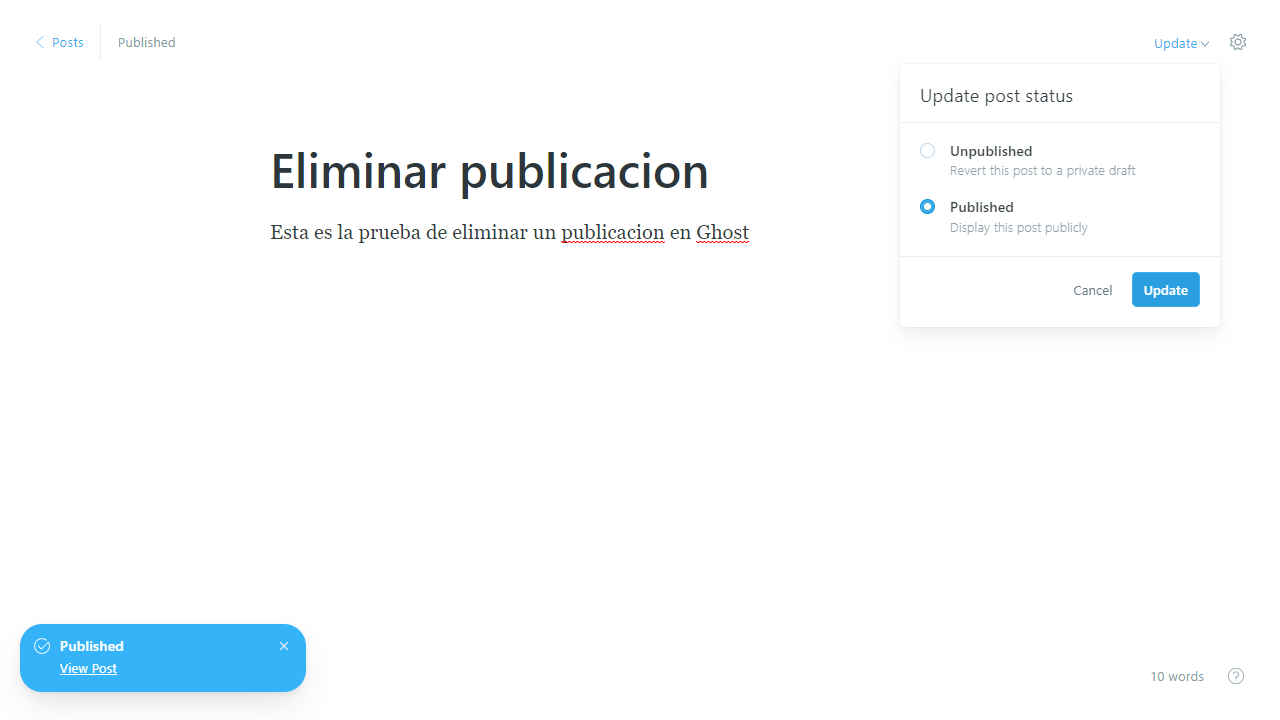 Posts
Published
Update
Update post status
Unpublished
Revert this post to a private draft
Published
Display this post publicly
Cancel
Update
Eliminar publicacion
Esta es la prueba de eliminar un publicacion en Ghost
Published
View Post
10 words